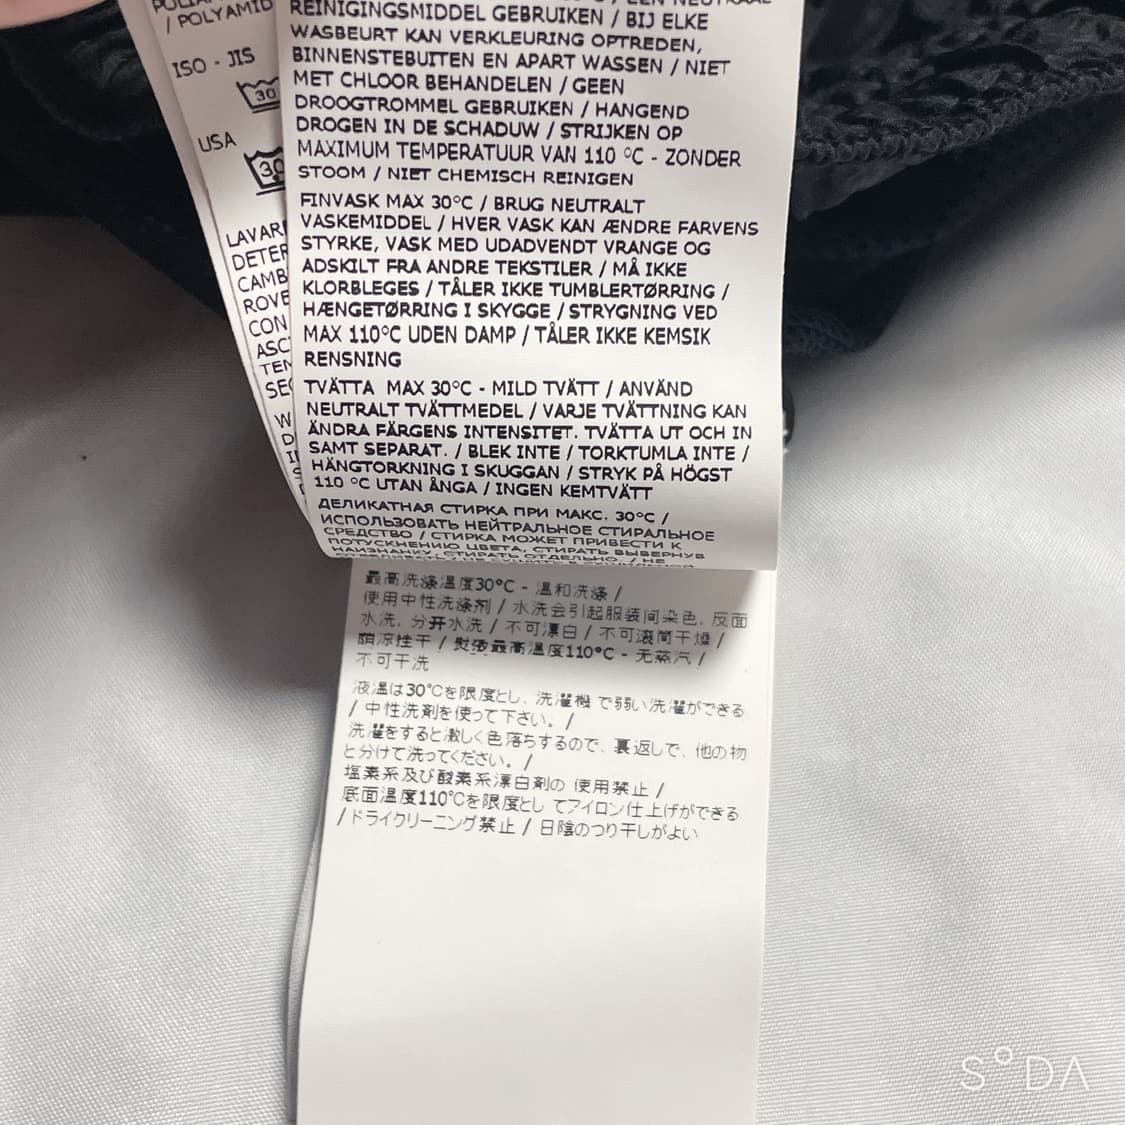 / POLYAMID
ISO - JIS
30
USA
30
LAVAR
DETER
CAMB
ROVE
CON
ASC
TEM
SEC
REINIGINGSMIDDEL GEBRUIKEN / BIJ ELKE
WASBEURT KAN VERKLEURING OPTREDEN,
BINNENSTEBUITEN EN APART WASSEN / NIET
MET CHLOOR BEHANDELEN / GEEN
DROOGTROMMEL GEBRUIKEN / HANGEND
DROGEN IN DE SCHADUW / STRIJKEN OP
MAXIMUM TEMPERATUUR VAN 110 °C - ZONDER
STOOM / NIET CHEMISCH REINIGEN
FINVASK MAX 30°C / BRUG NEUTRALT
VASKEMIDDEL / HVER VASK KAN ÆNDRE FARVENS
STYRKE, VASK MED UDADVENDT VRANGE OG
ADSKILT FRA ANDRE TEKSTILER / MÅ IKKE
KLORBLEGES / TÅLER IKKE TUMBLERTØRRING /
HÆNGETØRRING I SKYGGE / STRYGNING VED
MAX 110°C UDEN DAMP / TÅLER IKKE KEMSIK
RENSNING
TVÄTTA MAX 30°C - MILD TVÄTT / ANVÄND
NEUTRALT TVÄTTMEDEL / VARJE TVÄTTNING KAN
ÄNDRA FÄRGENS INTENSITET. TVÄTTA UT OCH IN
SAMT SEPARAT. / BLEK INTE / TORKTUMLA INTE /
HÄNGTORKNING I SKUGGAN / STRYK PÅ HÖGST
110 °C UTAN ÅNGA / INGEN KEMTVÄTT
ДЕЛИКАТНАЯ СТИРКА ПРИ МАКС. 30°C /
ИСПОЛЬЗОВАТЬ НЕЙТРАЛЬНОЕ СТИРАЛЬНОЕ
СРЕДСТВО / СТИРКА МОЖЕТ ПРИВЕСТИ К
ПОТУСКНЕНИЮ ЦВЕТА, СТИРАТЬ ВЫВЕРНУВ
НАИЗНАНКУ, СТИРАТЬ ОТДЕЛЬНО. / НЕ
最高洗涤温度30°C - 温和洗涤 /
使用中性洗涤剂 / 水洗会引起服装间染色, 反面
水洗, 分开水洗 / 不可漂白 / 不可滚筒干燥 /
荫凉挂干 / 熨烫最高温度110°C - 无蒸汽 /
不可干洗
液温は30℃を限度とし、洗濯機 で弱い洗濯ができる
/ 中性洗剤を使って下さい。 /
洗濯をすると激しく色落ちするので、裏返しで、他の物
と分けて洗ってください。 /
塩素系及び酸素系漂白剤の 使用禁止 /
底面温度110℃を限度とし てアイロン仕上げができる
/ ドライクリーニング禁止 / 日陰のつり干しがよい
SODA